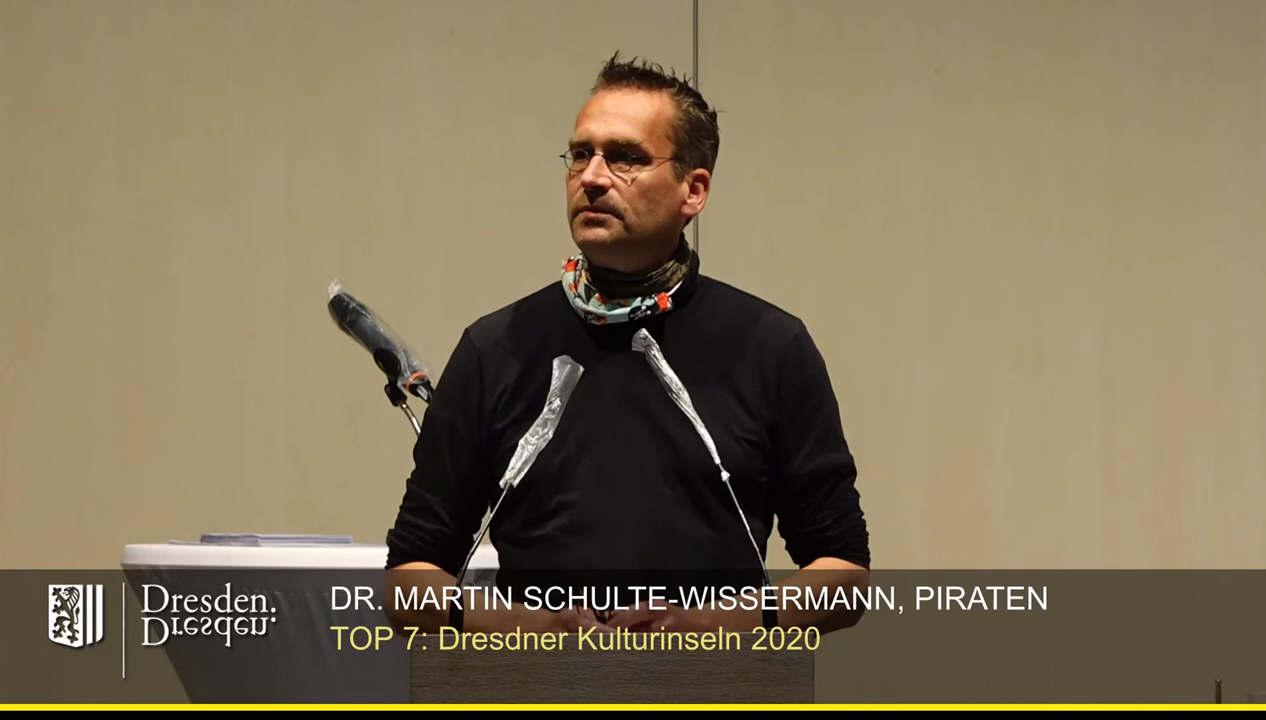 Dresden.
Dresden.
DR. MARTIN SCHULTE-WISSERMANN, PIRATEN
TOP 7: Dresdner Kulturinseln 2020